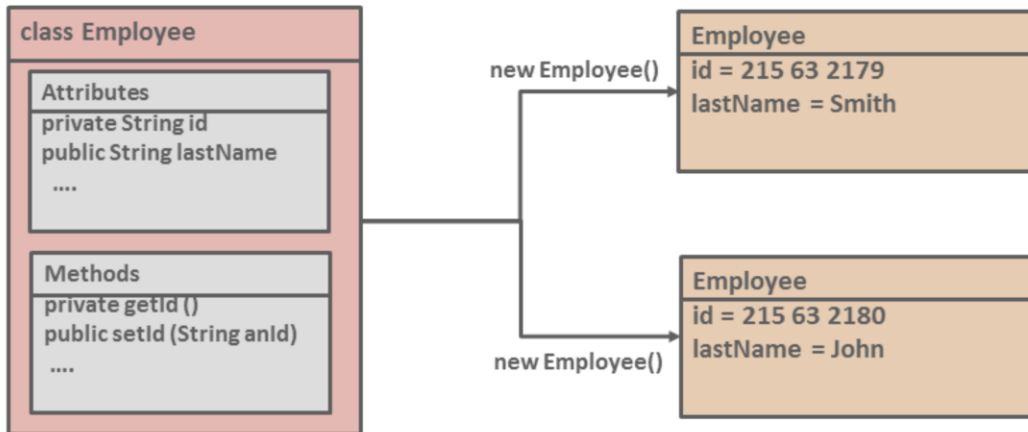 class Employee
Attributes
private String id
public String lastName
....
Methods
private getId ()
public setId (String anId)
....
new Employee()
Employee
id = 215 63 2179
lastName = Smith
new Employee()
Employee
id = 215 63 2180
lastName = John